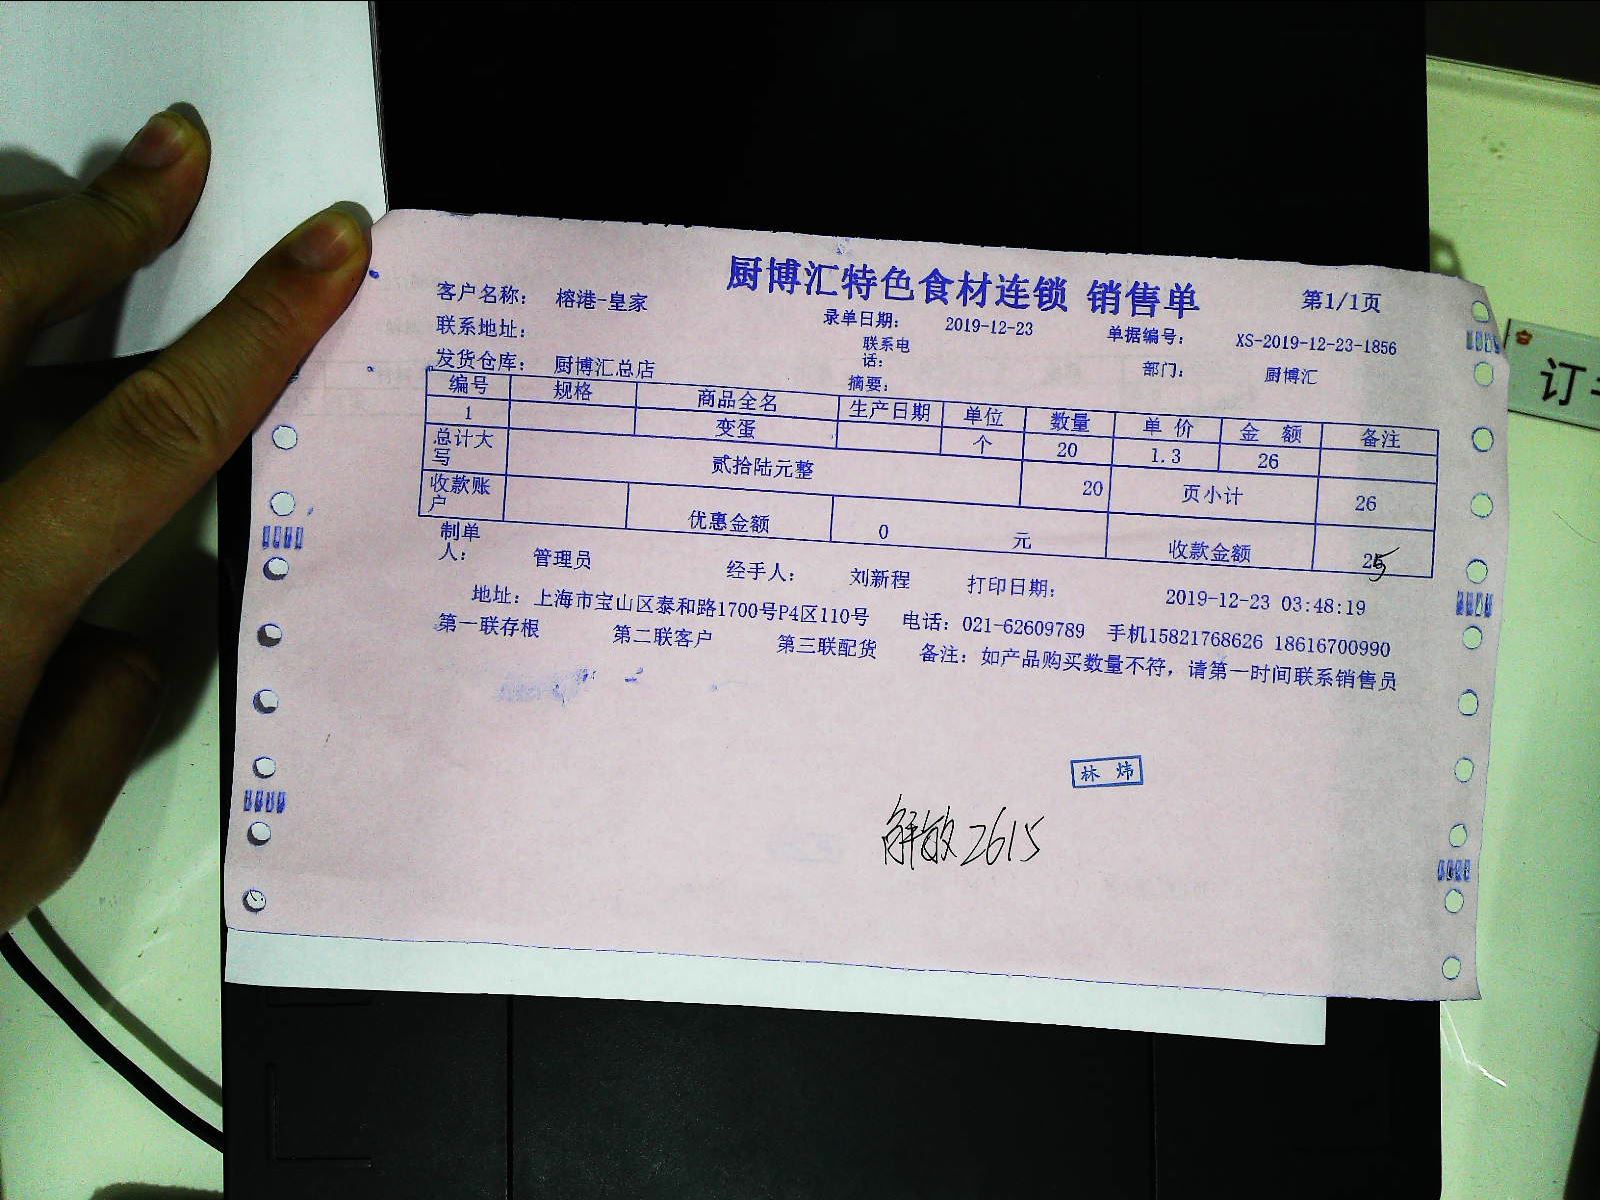 厨博汇特色食材连锁 销售单
第1/1页
客户名称： 榕港-皇家 录单日期： 2019-12-23 单据编号： XS-2019-12-23-1856
联系地址： 联系电话： 部门： 厨博汇
发货仓库： 厨博汇总店 摘要：
编号 规格 商品全名 生产日期 单位 数量 单 价 金 额 备注
1 变蛋 个 20 1.3 26
总计大写 贰拾陆元整 20 页小计 26
收款账户 优惠金额 0 元 收款金额 25
制单人： 管理员 经手人： 刘新程 打印日期： 2019-12-23 03:48:19
地址：上海市宝山区泰和路1700号P4区110号 电话：021-62609789 手机15821768626 18616700990
第一联存根 第二联客户 第三联配货 备注：如产品购买数量不符，请第一时间联系销售员
林 炜
解敏2615
订